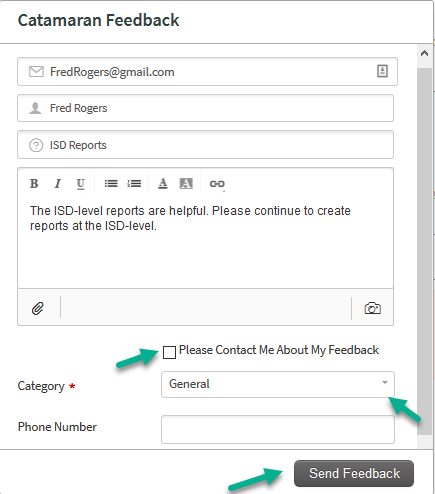 Catamaran Feedback
FredRogers@gmail.com
Fred Rogers
ISD Reports
B I U A A
The ISD-level reports are helpful. Please continue to create
reports at the ISD-level.
Please Contact Me About My Feedback
Category * General
Phone Number
Send Feedback